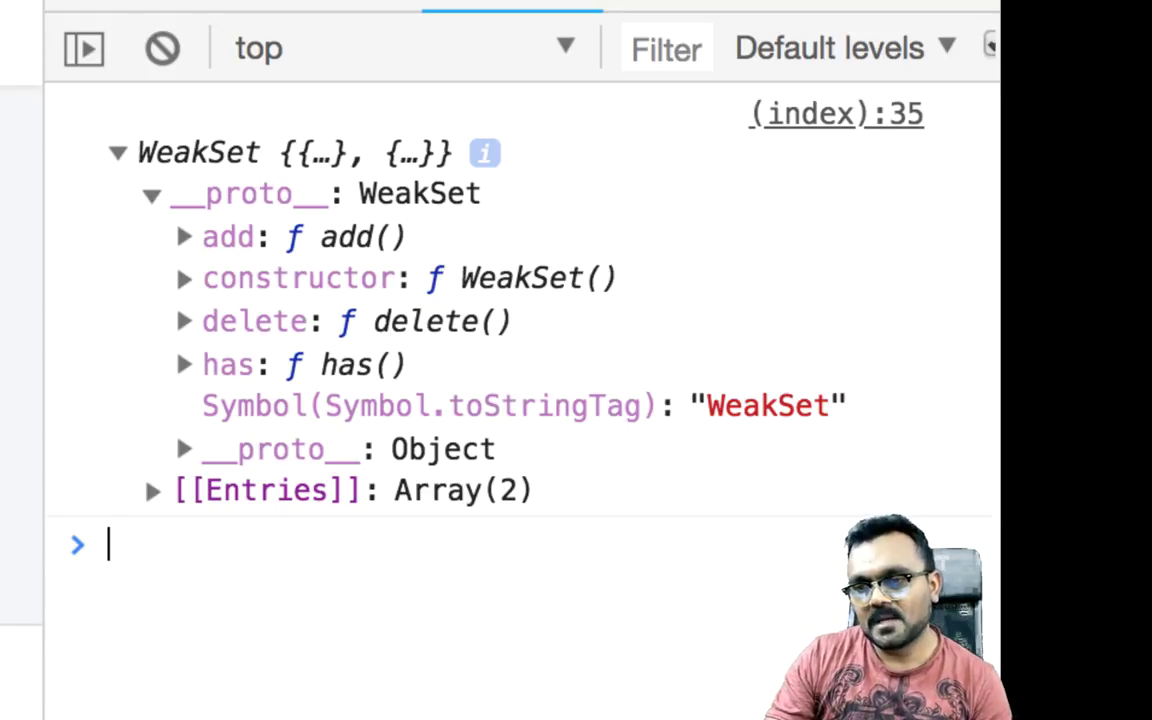 top
Filter
Default levels
(index):35
WeakSet {{…}, {…}} i
__proto__: WeakSet
add: ƒ add()
constructor: ƒ WeakSet()
delete: ƒ delete()
has: ƒ has()
Symbol(Symbol.toStringTag): "WeakSet"
__proto__: Object
[[Entries]]: Array(2)